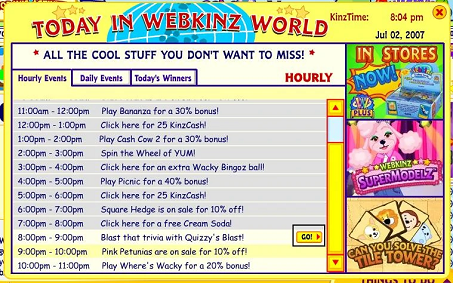 TODAY IN WEBKINZ WORLD
KinzTime: 8:04 pm
Jul 02, 2007
★ ALL THE COOL STUFF YOU DON'T WANT TO MISS! ★
Hourly Events Daily Events Today's Winners
HOURLY
11:00am - 12:00pm Play Bananza for a 30% bonus!
12:00pm - 1:00pm Click here for 25 KinzCash!
1:00pm - 2:00pm Play Cash Cow 2 for a 30% bonus!
2:00pm - 3:00pm Spin the Wheel of YUM!
3:00pm - 4:00pm Click here for an extra Wacky Bingoz ball!
4:00pm - 5:00pm Play Picnic for a 40% bonus!
5:00pm - 6:00pm Click here for 25 KinzCash!
6:00pm - 7:00pm Square Hedge is on sale for 10% off!
7:00pm - 8:00pm Click here for a free Cream Soda!
8:00pm - 9:00pm Blast that trivia with Quizzy's Blast!
GO!
9:00pm - 10:00pm Pink Petunias are on sale for 10% off!
10:00pm - 11:00pm Play Where's Wacky for a 20% bonus!
IN STORES
NOW!
PLUS!
WEBKINZ
SUPERMODELZ
CAN YOU SOLVE THE
TILE TOWER?
THINGS TO DO